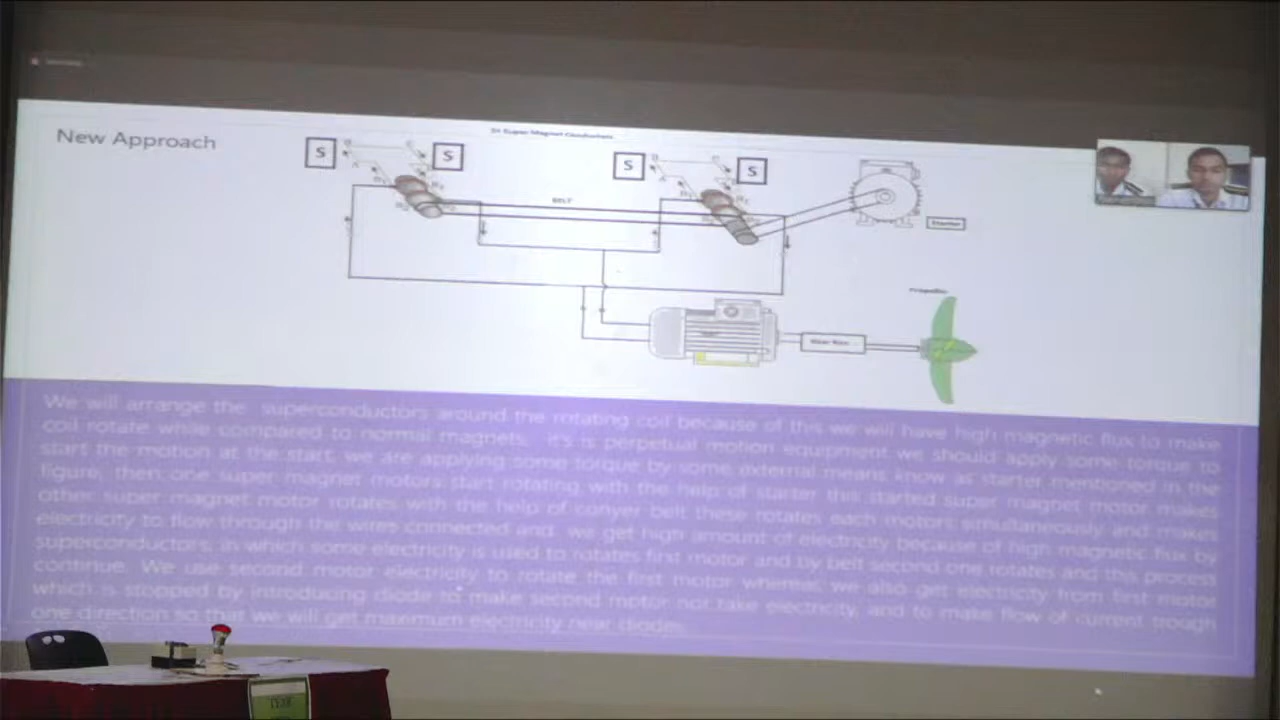 New Approach
S
S
S
S
BELT
Starter
Propeller
Gear Box
We will arrange the superconductors around the rotating coil because of this we will have high magnetic flux to make
coil rotate while compared to normal magnets, it's is perpetual motion equipment we should apply some torque to
start the motion at the start, we are applying some torque by some external means know as starter mentioned in the
figure, then one super magnet motors start rotating with the help of starter this started super magnet motor makes
other super magnet motor rotates with the help of conyer belt these rotates each motors simultaneously and makes
electricity to flow through the wires connected and we get high amount of electricity because of high magnetic flux by
superconductors, in which some electricity is used to rotates first motor and by belt second one rotates and this process
continue. We use second motor electricity to rotate the first motor whereas we also get electricity from first motor
which is stopped by introducing diode to make second motor not take electricity, and to make flow of current trough
one direction so that we will get maximum electricity near diodes.